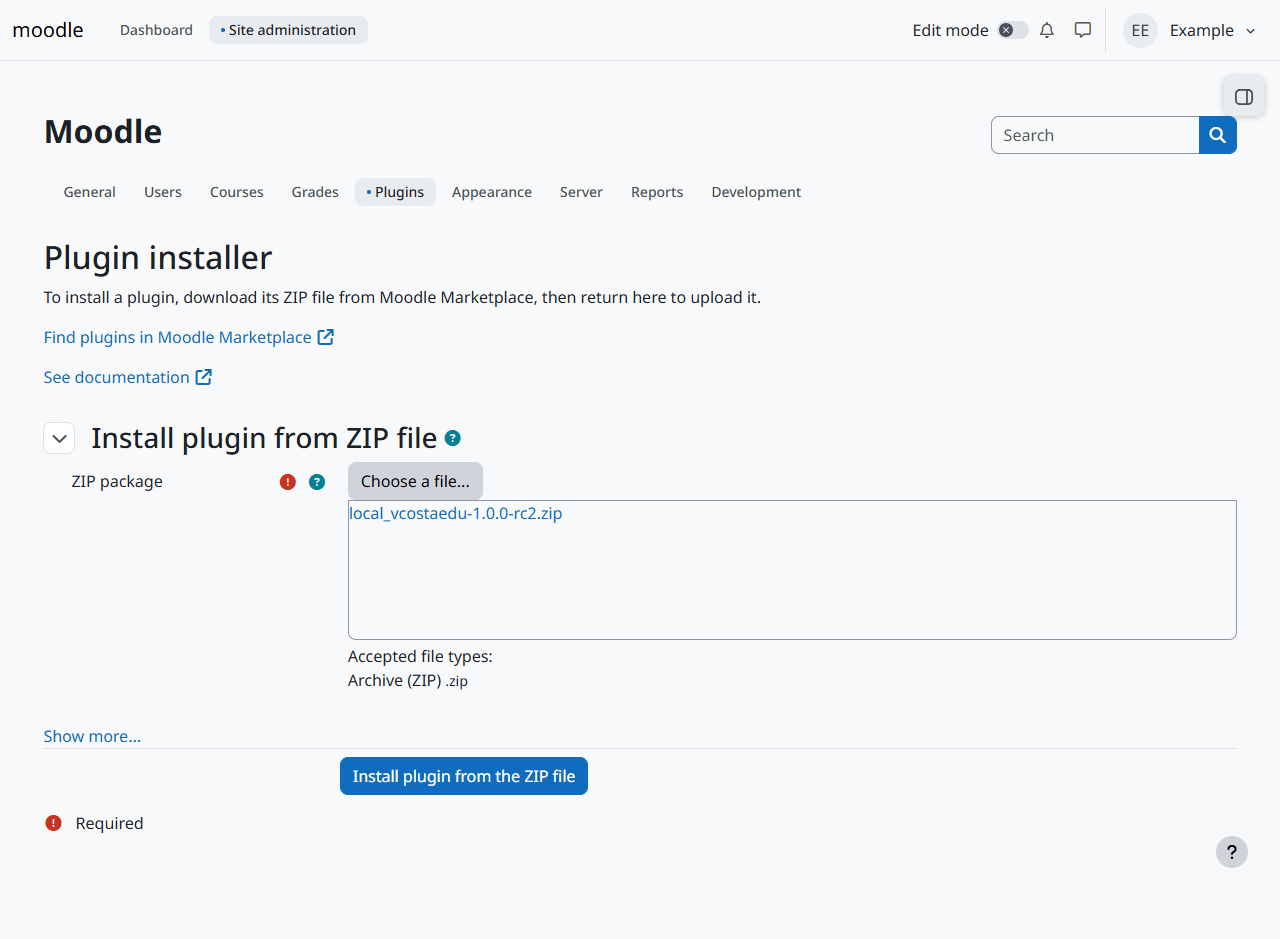 moodle
Dashboard
Site administration
Edit mode
EE
Example
Moodle
Search
General
Users
Courses
Grades
Plugins
Appearance
Server
Reports
Development
Plugin installer
To install a plugin, download its ZIP file from Moodle Marketplace, then return here to upload it.
Find plugins in Moodle Marketplace
See documentation
Install plugin from ZIP file ?
ZIP package ! ?
Choose a file...
local_vcostaedu-1.0.0-rc2.zip
Accepted file types:
Archive (ZIP) .zip
Show more...
Install plugin from the ZIP file
! Required
?